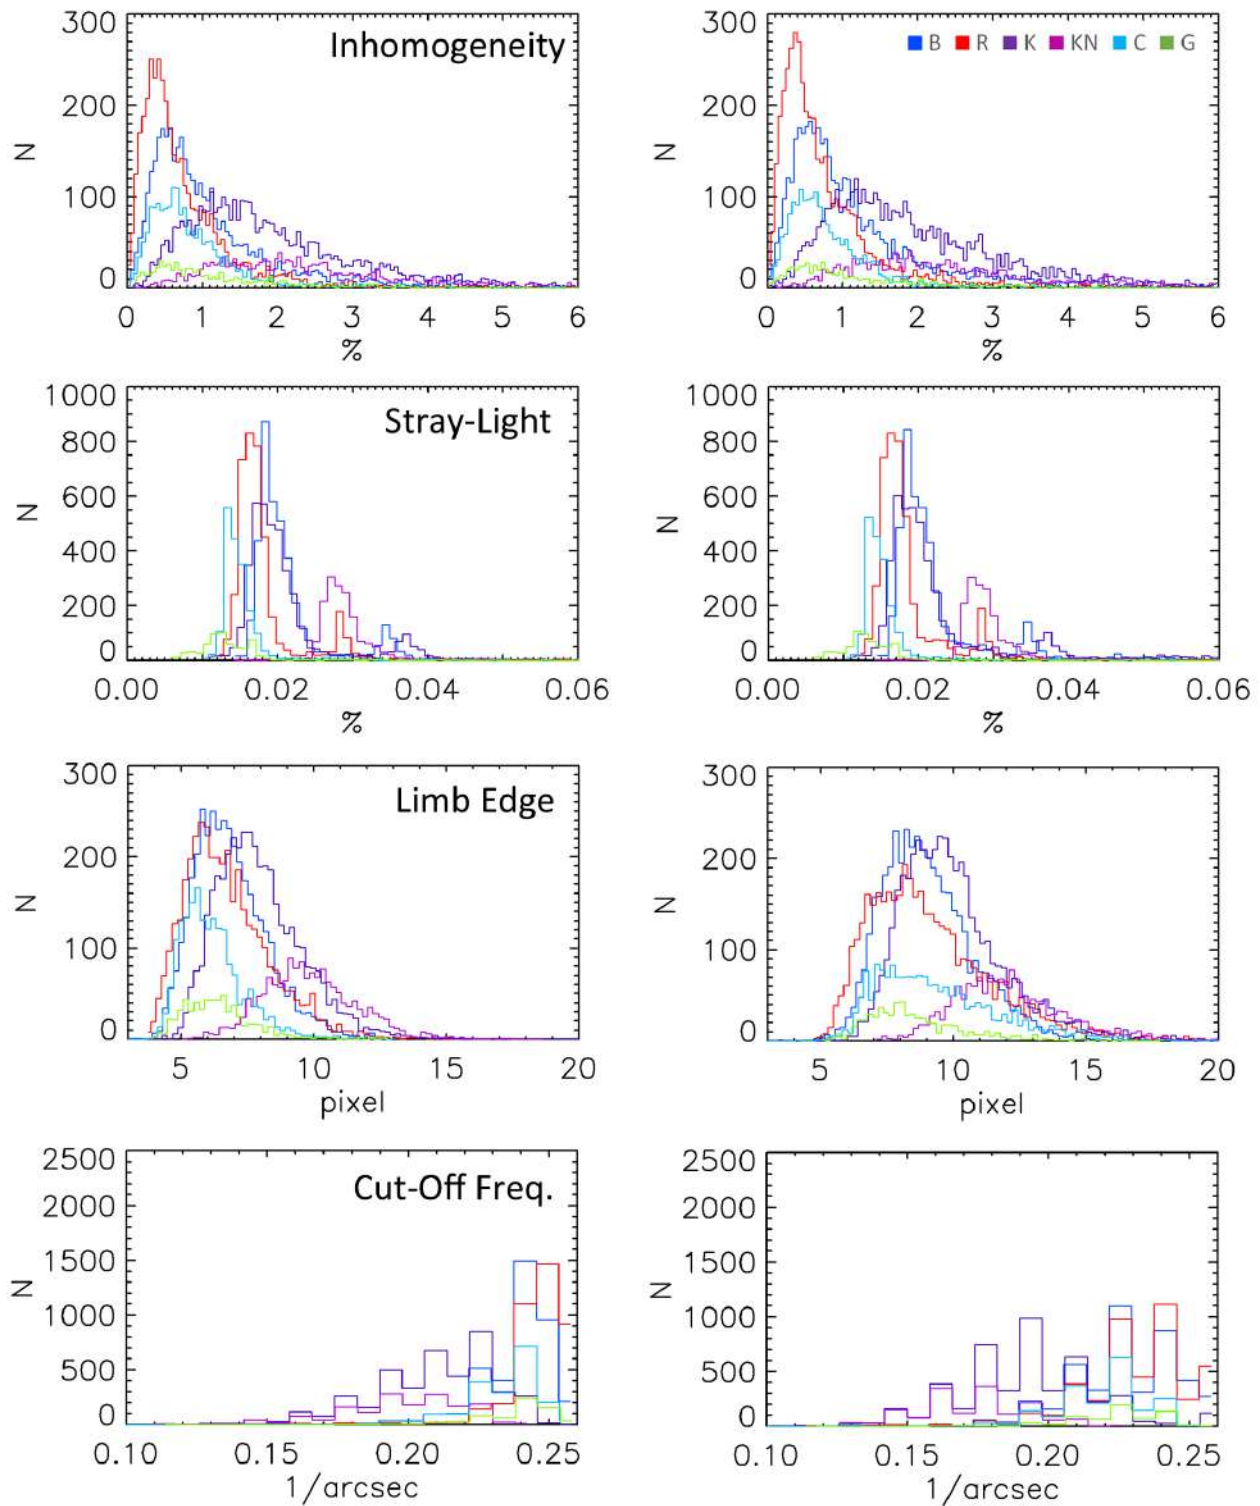 300
Inhomogeneity
200
N
100
0
0 1 2 3 4 5 6
%
300
B R K KN C G
200
N
100
0
0 1 2 3 4 5 6
%
1000
Stray-Light
800
600
N
400
200
0
0.00 0.02 0.04 0.06
%
1000
800
600
N
400
200
0
0.00 0.02 0.04 0.06
%
300
Limb Edge
200
N
100
0
5 10 15 20
pixel
300
200
N
100
0
5 10 15 20
pixel
2500
Cut-Off Freq.
2000
1500
N
1000
500
0
0.10 0.15 0.20 0.25
1/arcsec
2500
2000
1500
N
1000
500
0
0.10 0.15 0.20 0.25
1/arcsec